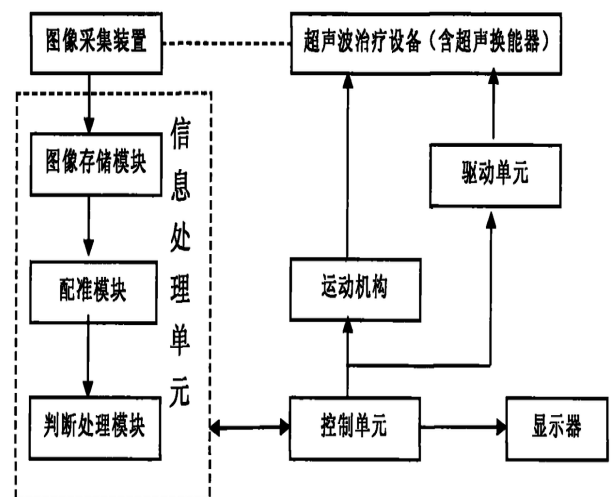 图像采集装置
超声波治疗设备（含超声换能器）
信息处理单元
图像存储模块
驱动单元
配准模块
运动机构
判断处理模块
控制单元
显示器